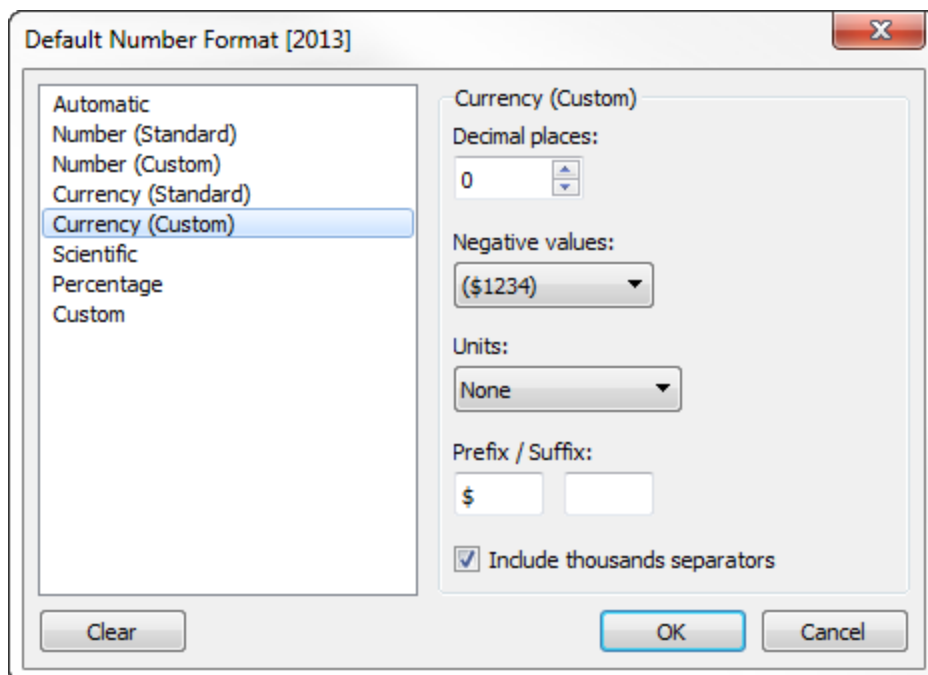 Default Number Format [2013]
Automatic
Number (Standard)
Number (Custom)
Currency (Standard)
Currency (Custom)
Scientific
Percentage
Custom
Currency (Custom)
Decimal places:
0
Negative values:
($1234)
Units:
None
Prefix / Suffix:
$
Include thousands separators
Clear
OK
Cancel